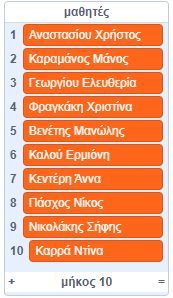 μαθητές
1 Αναστασίου Χρήστος
2 Καραμάνος Μάνος
3 Γεωργίου Ελευθερία
4 Φραγκάκη Χριστίνα
5 Βενέτης Μανώλης
6 Καλού Ερμιόνη
7 Κεντέρη Άννα
8 Πάσχος Νίκος
9 Νικολάκης Σήφης
10 Καρρά Ντίνα
+ μήκος 10 =